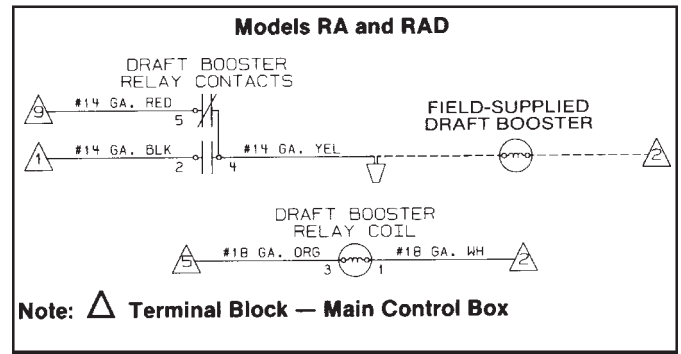 Models RA and RAD
DRAFT BOOSTER
RELAY CONTACTS
9 #14 GA. RED 5
FIELD-SUPPLIED
DRAFT BOOSTER
1 #14 GA. BLK 2 4 #14 GA. YEL 2
DRAFT BOOSTER
RELAY COIL
5 #18 GA. ORG 3 1 #18 GA. WH 2
Note: △ Terminal Block — Main Control Box